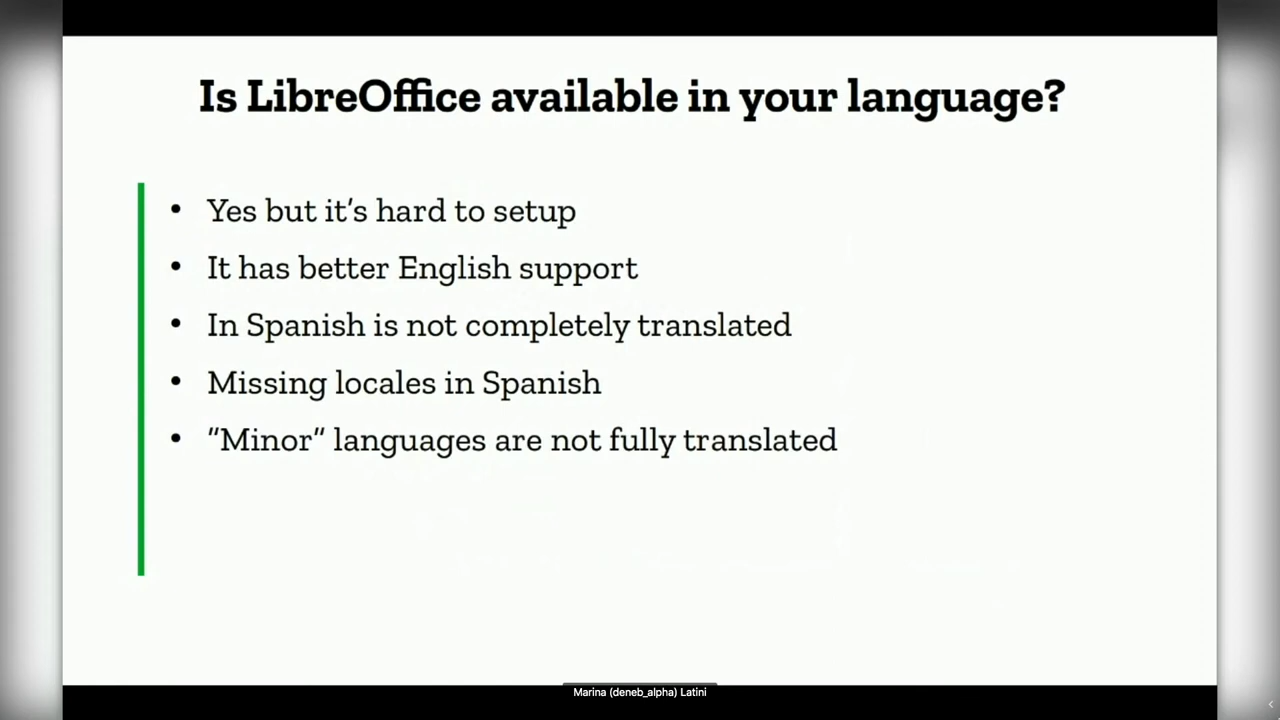 Is LibreOffice available in your language?
• Yes but it’s hard to setup
• It has better English support
• In Spanish is not completely translated
• Missing locales in Spanish
• ”Minor” languages are not fully translated
Marina (deneb_alpha) Latini